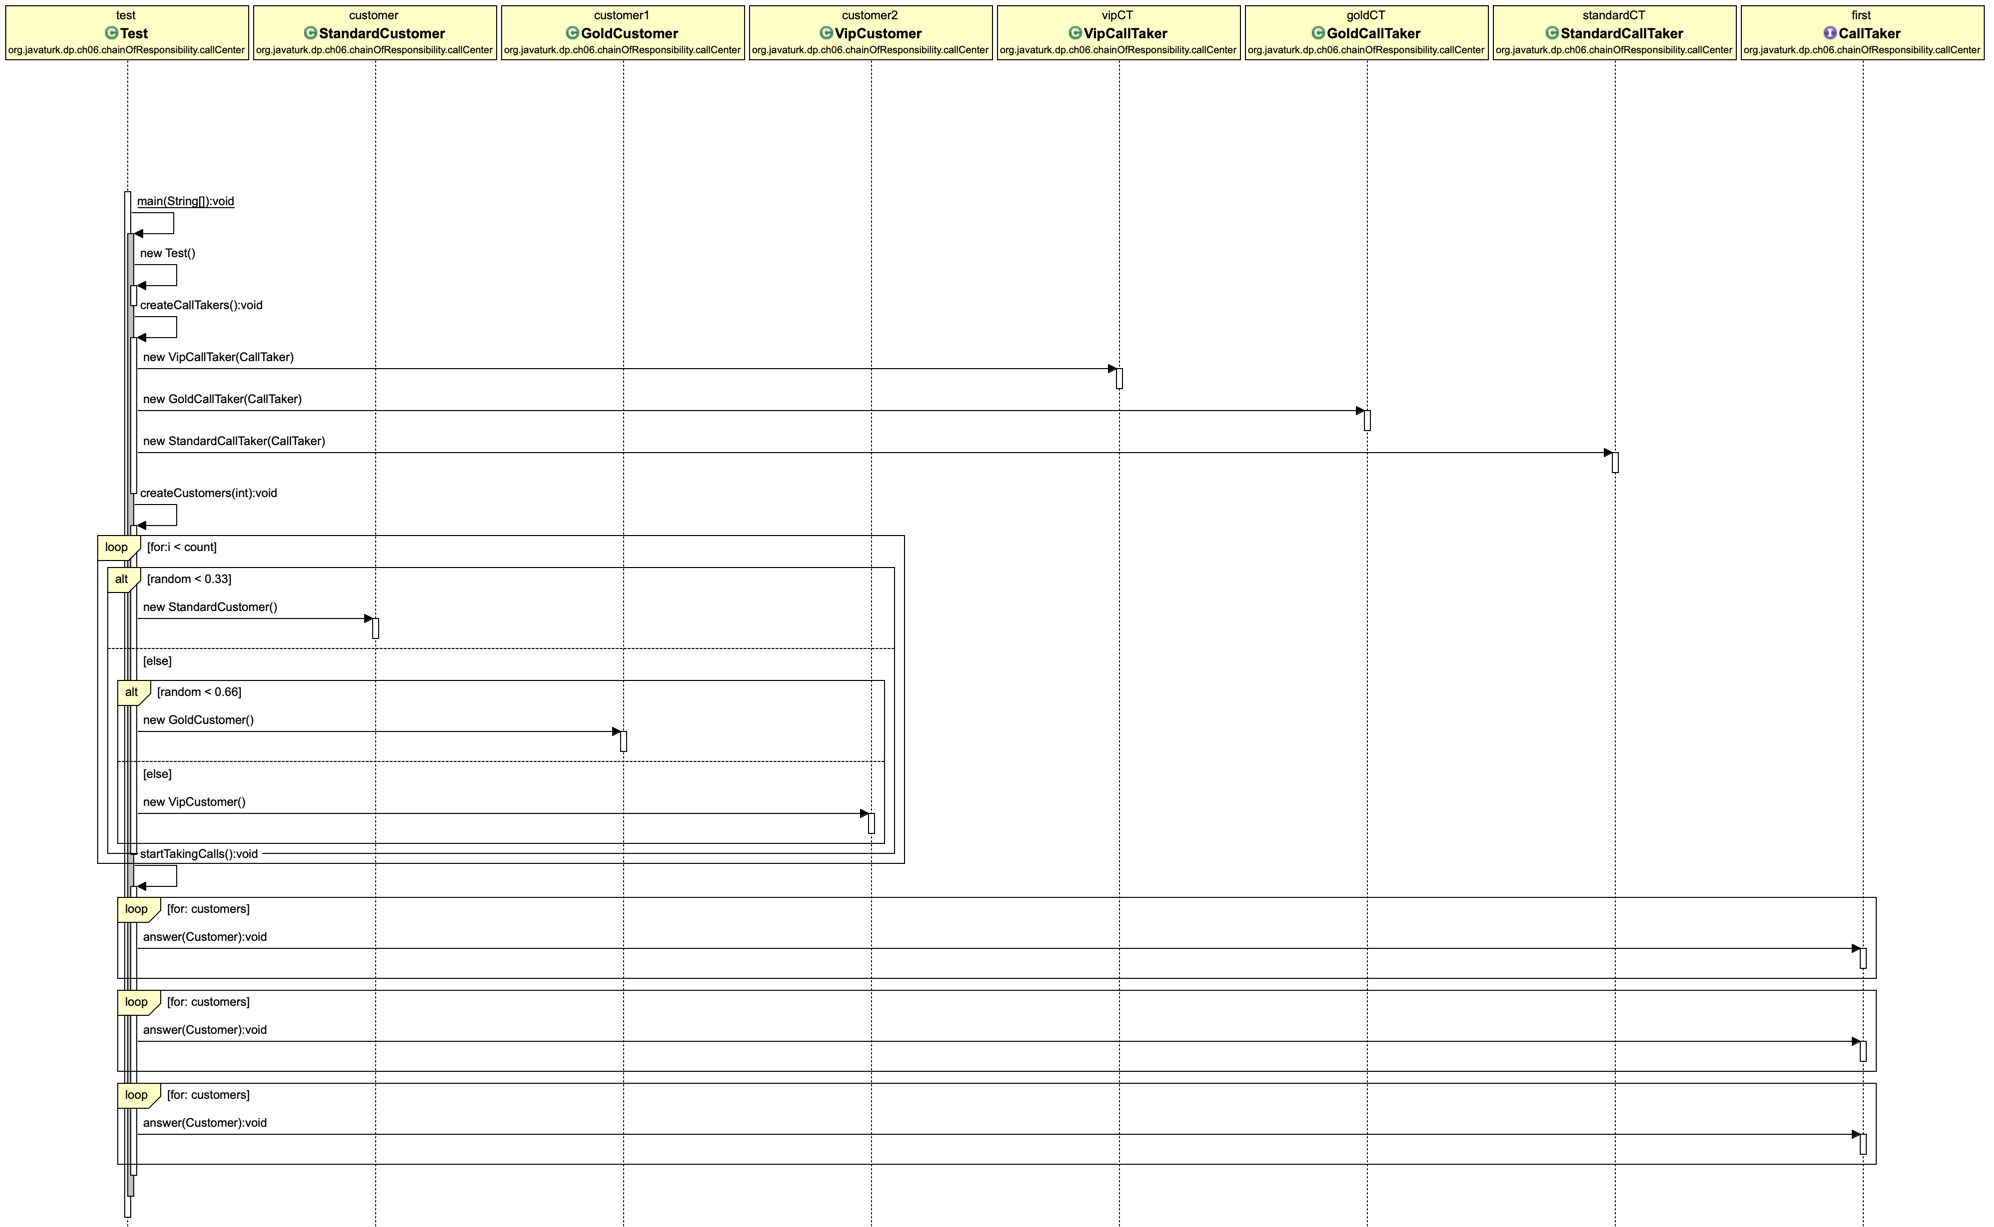 test
Test
org.javaturk.dp.ch06.chainOfResponsibility.callCenter
customer
StandardCustomer
org.javaturk.dp.ch06.chainOfResponsibility.callCenter
customer1
GoldCustomer
org.javaturk.dp.ch06.chainOfResponsibility.callCenter
customer2
VipCustomer
org.javaturk.dp.ch06.chainOfResponsibility.callCenter
vipCT
VipCallTaker
org.javaturk.dp.ch06.chainOfResponsibility.callCenter
goldCT
GoldCallTaker
org.javaturk.dp.ch06.chainOfResponsibility.callCenter
standardCT
StandardCallTaker
org.javaturk.dp.ch06.chainOfResponsibility.callCenter
first
CallTaker
org.javaturk.dp.ch06.chainOfResponsibility.callCenter
main(String[]):void
new Test()
createCallTakers():void
new VipCallTaker(CallTaker)
new GoldCallTaker(CallTaker)
new StandardCallTaker(CallTaker)
createCustomers(int):void
loop [for:i < count]
alt [random < 0.33]
new StandardCustomer()
[else]
alt [random < 0.66]
new GoldCustomer()
[else]
new VipCustomer()
startTakingCalls():void
loop [for: customers]
answer(Customer):void
loop [for: customers]
answer(Customer):void
loop [for: customers]
answer(Customer):void